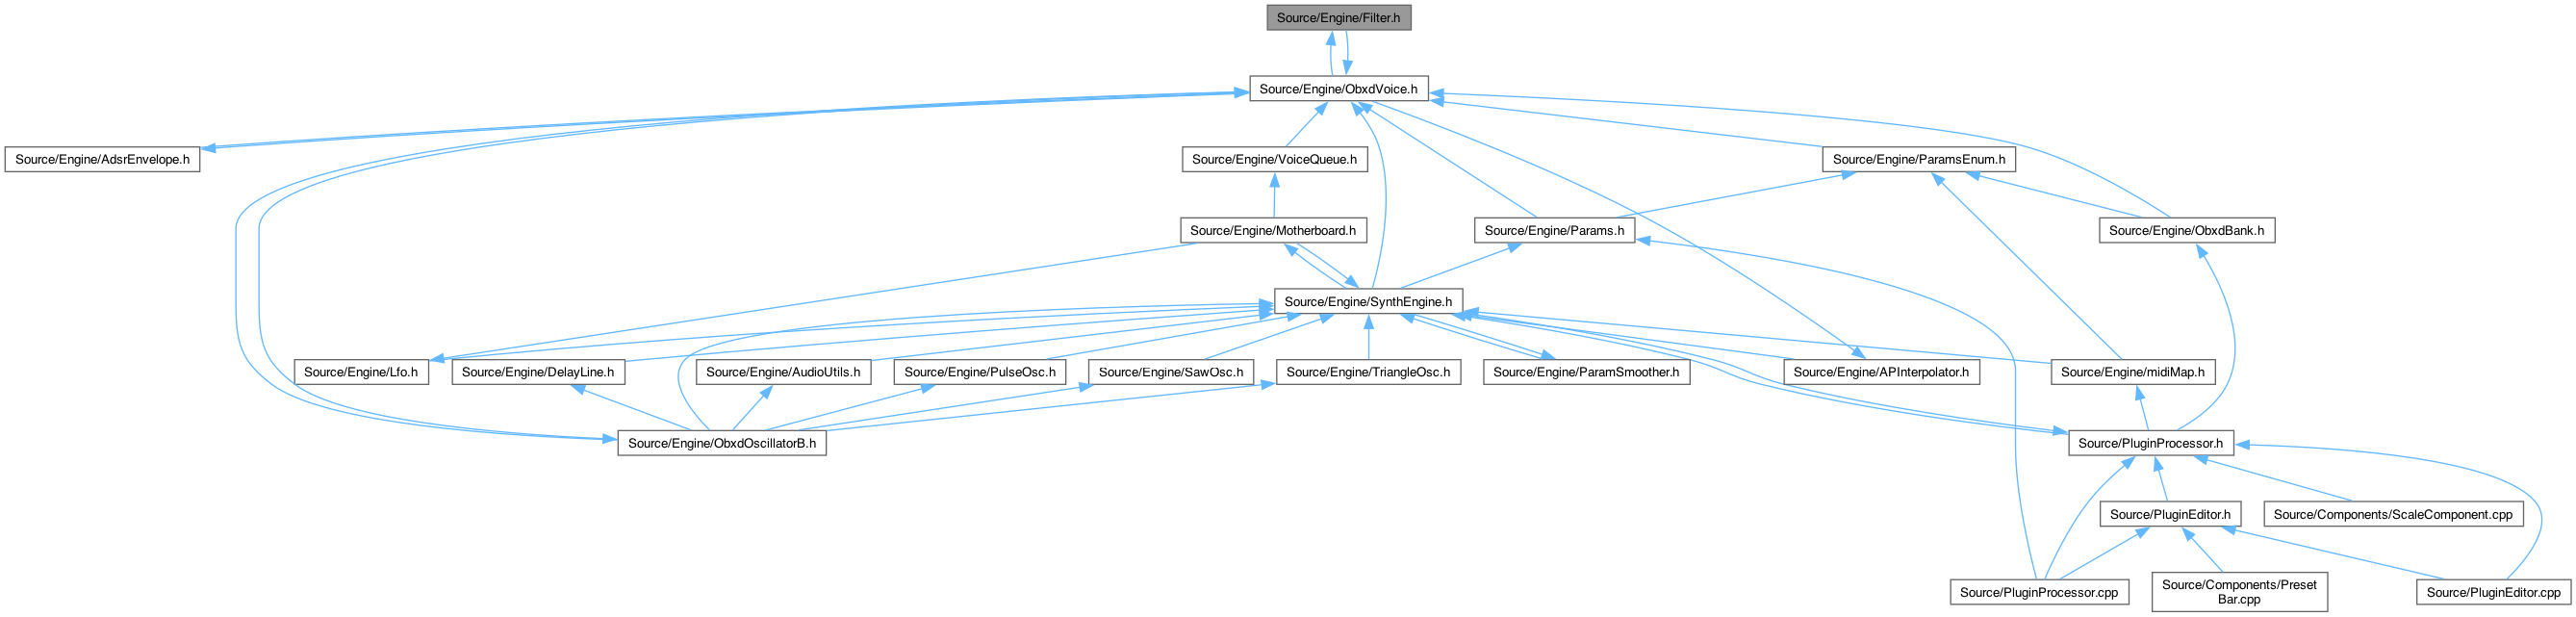 Source/Engine/Filter.h
Source/Engine/ObxdVoice.h
Source/Engine/AdsrEnvelope.h
Source/Engine/VoiceQueue.h
Source/Engine/ParamsEnum.h
Source/Engine/Motherboard.h
Source/Engine/Params.h
Source/Engine/ObxdBank.h
Source/Engine/SynthEngine.h
Source/Engine/Lfo.h
Source/Engine/DelayLine.h
Source/Engine/AudioUtils.h
Source/Engine/PulseOsc.h
Source/Engine/SawOsc.h
Source/Engine/TriangleOsc.h
Source/Engine/ParamSmoother.h
Source/Engine/APInterpolator.h
Source/Engine/midiMap.h
Source/Engine/ObxdOscillatorB.h
Source/PluginProcessor.h
Source/PluginEditor.h
Source/Components/ScaleComponent.cpp
Source/PluginProcessor.cpp
Source/Components/Preset
Bar.cpp
Source/PluginEditor.cpp